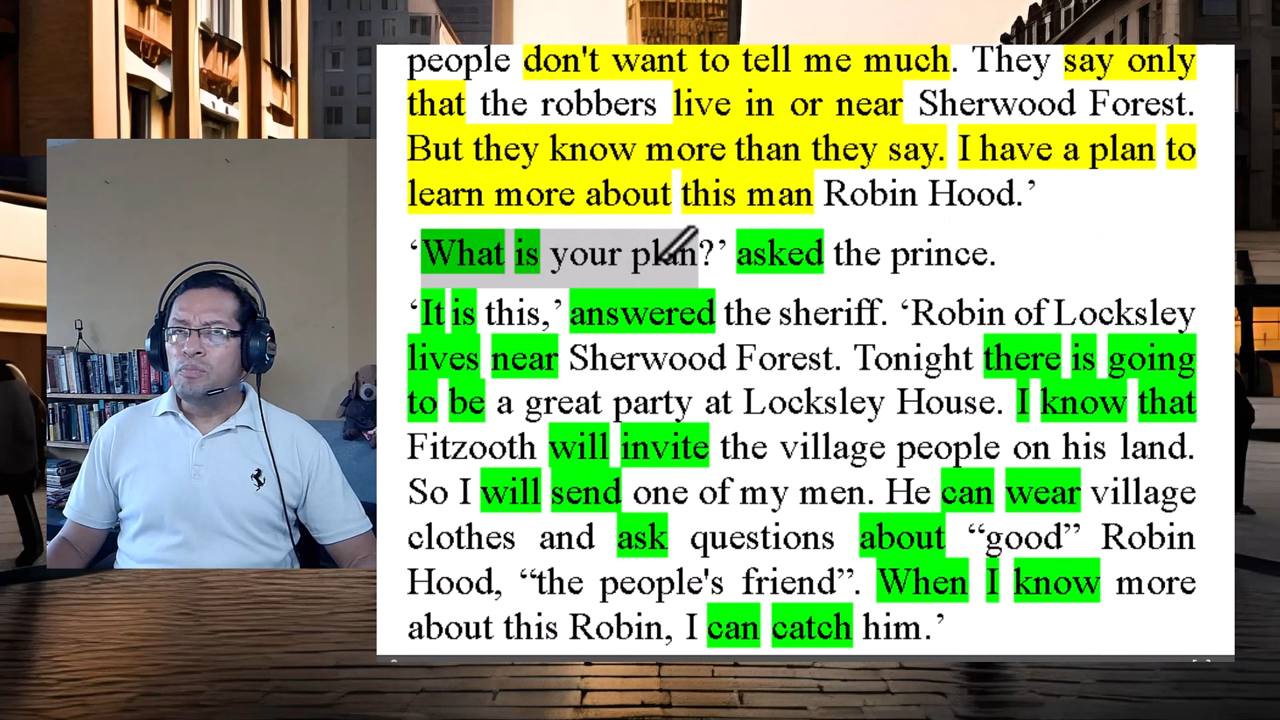 people don't want to tell me much. They say only
that the robbers live in or near Sherwood Forest.
But they know more than they say. I have a plan to
learn more about this man Robin Hood.’
‘What is your plan?’ asked the prince.
‘It is this,’ answered the sheriff. ‘Robin of Locksley
lives near Sherwood Forest. Tonight there is going
to be a great party at Locksley House. I know that
Fitzooth will invite the village people on his land.
So I will send one of my men. He can wear village
clothes and ask questions about “good” Robin
Hood, “the people's friend”. When I know more
about this Robin, I can catch him.’